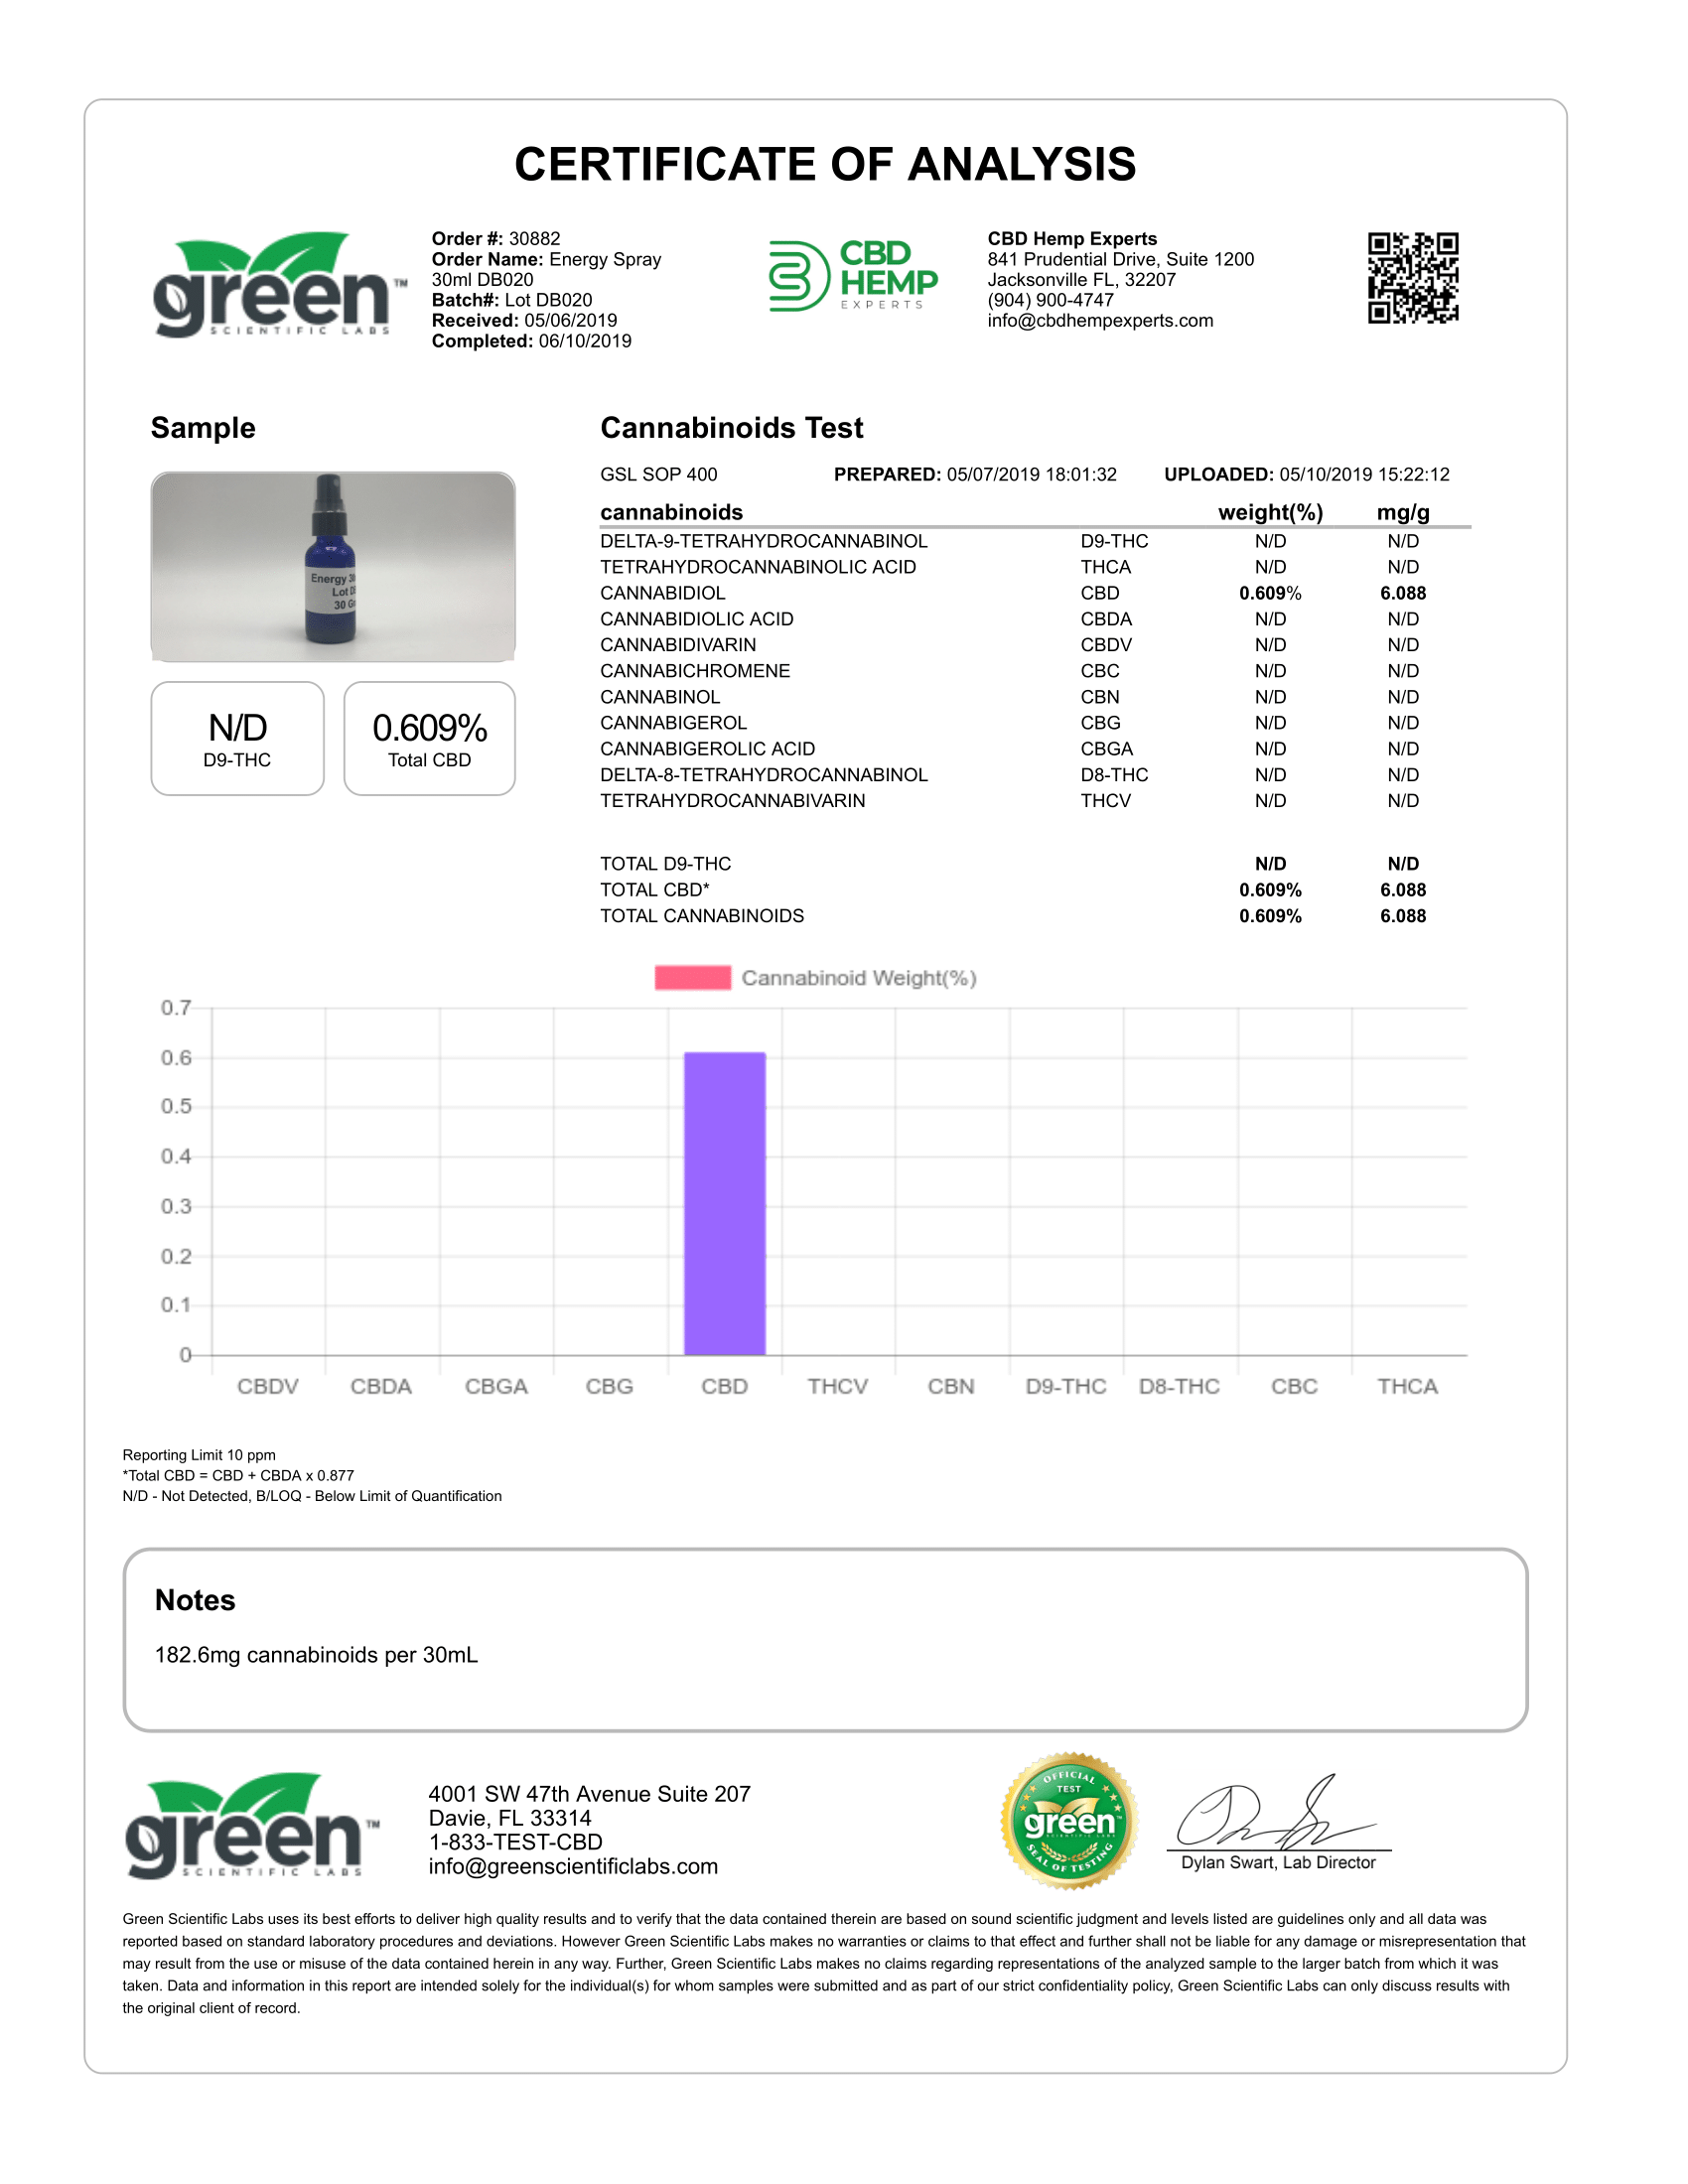 CERTIFICATE OF ANALYSIS
green™
SCIENTIFIC LABS
Order #: 30882
Order Name: Energy Spray
30ml DB020
Batch#: Lot DB020
Received: 05/06/2019
Completed: 06/10/2019
CBD
HEMP
EXPERTS
CBD Hemp Experts
841 Prudential Drive, Suite 1200
Jacksonville FL, 32207
(904) 900-4747
info@cbdhempexperts.com
Sample
Energy
Lot
30
N/D
D9-THC
0.609%
Total CBD
Cannabinoids Test
GSL SOP 400 PREPARED: 05/07/2019 18:01:32 UPLOADED: 05/10/2019 15:22:12
cannabinoids weight(%) mg/g
DELTA-9-TETRAHYDROCANNABINOL D9-THC N/D N/D
TETRAHYDROCANNABINOLIC ACID THCA N/D N/D
CANNABIDIOL CBD 0.609% 6.088
CANNABIDIOLIC ACID CBDA N/D N/D
CANNABIDIVARIN CBDV N/D N/D
CANNABICHROMENE CBC N/D N/D
CANNABINOL CBN N/D N/D
CANNABIGEROL CBG N/D N/D
CANNABIGEROLIC ACID CBGA N/D N/D
DELTA-8-TETRAHYDROCANNABINOL D8-THC N/D N/D
TETRAHYDROCANNABIVARIN THCV N/D N/D
TOTAL D9-THC N/D N/D
TOTAL CBD* 0.609% 6.088
TOTAL CANNABINOIDS 0.609% 6.088
Cannabinoid Weight(%)
0.7
0.6
0.5
0.4
0.3
0.2
0.1
0
CBDV CBDA CBGA CBG CBD THCV CBN D9-THC D8-THC CBC THCA
Reporting Limit 10 ppm
*Total CBD = CBD + CBDA x 0.877
N/D - Not Detected, B/LOQ - Below Limit of Quantification
Notes
182.6mg cannabinoids per 30mL
green™
SCIENTIFIC LABS
4001 SW 47th Avenue Suite 207
Davie, FL 33314
1-833-TEST-CBD
info@greenscientificlabs.com
OFFICIAL
TEST
green™
SCIENTIFIC LABS
SEAL OF TESTING
Dylan Swart, Lab Director
Green Scientific Labs uses its best efforts to deliver high quality results and to verify that the data contained therein are based on sound scientific judgment and levels listed are guidelines only and all data was
reported based on standard laboratory procedures and deviations. However Green Scientific Labs makes no warranties or claims to that effect and further shall not be liable for any damage or misrepresentation that
may result from the use or misuse of the data contained herein in any way. Further, Green Scientific Labs makes no claims regarding representations of the analyzed sample to the larger batch from which it was
taken. Data and information in this report are intended solely for the individual(s) for whom samples were submitted and as part of our strict confidentiality policy, Green Scientific Labs can only discuss results with
the original client of record.